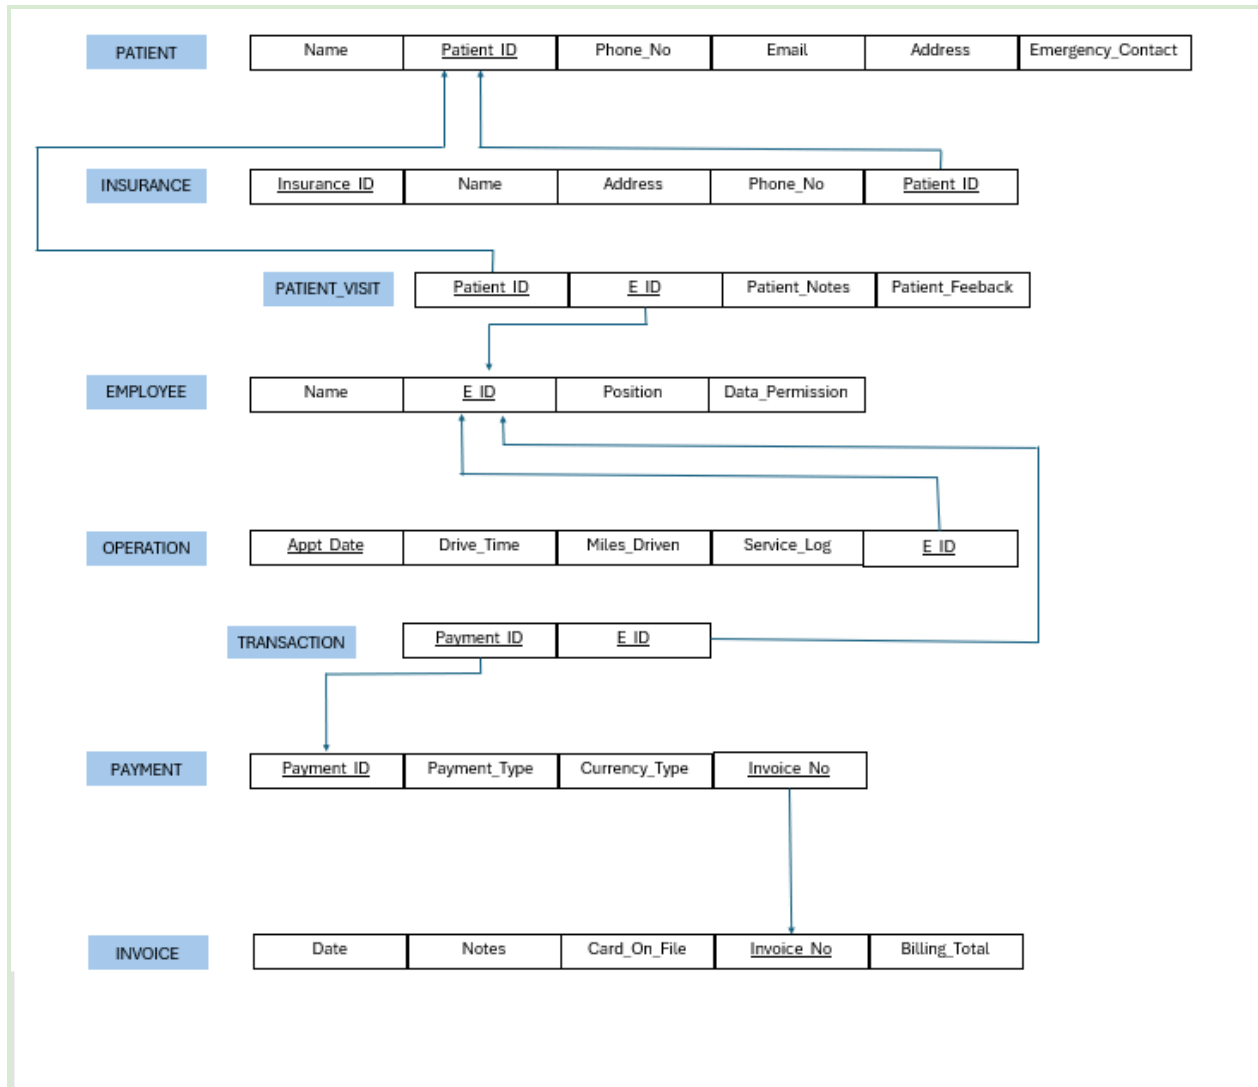 PATIENT Name Patient_ID Phone_No Email Address Emergency_Contact
INSURANCE Insurance_ID Name Address Phone_No Patient_ID
PATIENT_VISIT Patient_ID E_ID Patient_Notes Patient_Feeback
EMPLOYEE Name E_ID Position Data_Permission
OPERATION Appt_Date Drive_Time Miles_Driven Service_Log E_ID
TRANSACTION Payment_ID E_ID
PAYMENT Payment_ID Payment_Type Currency_Type Invoice_No
INVOICE Date Notes Card_On_File Invoice_No Billing_Total